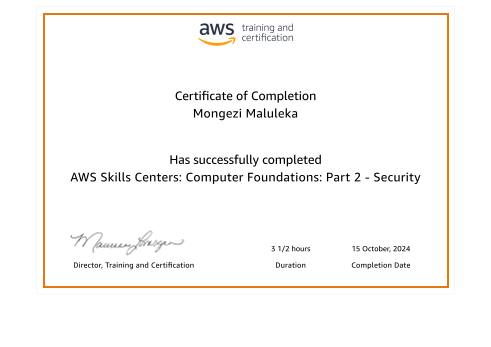 aws training and
certification
Certificate of Completion
Mongezi Maluleka
Has successfully completed
AWS Skills Centers: Computer Foundations: Part 2 - Security
3 1/2 hours 15 October, 2024
Director, Training and Certification Duration Completion Date